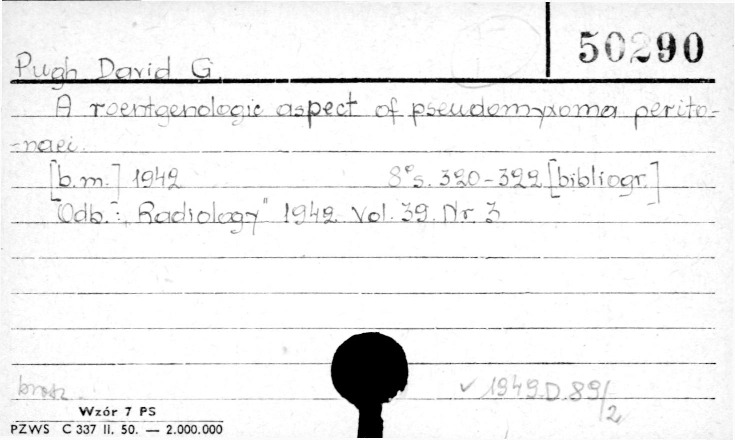 50290
Pugh David G.
A roentgenologic aspect of pseudomyxoma perito-
-naei.
[b.m.] 1942 8°s. 320-322 [bibliogr.]
Odb.: „Radiology" 1942. Vol. 39. Nr. 3
brosz.
✓ 1949.D.89/2
Wzór 7 PS
PZWS C 337 II. 50. — 2.000.000